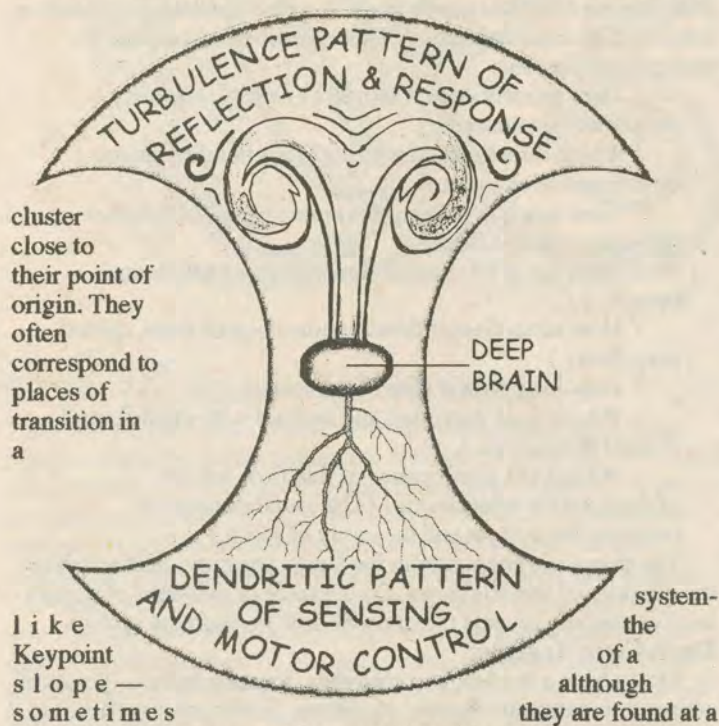 TURBULENCE PATTERN OF
REFLECTION & RESPONSE
cluster
close to
their point of
origin. They
often
correspond to
places of
transition in
a
DEEP
BRAIN
DENDRITIC PATTERN
OF SENSING
AND MOTOR CONTROL
like system-
Keypoint the
slope— of a
sometimes although
they are found at a